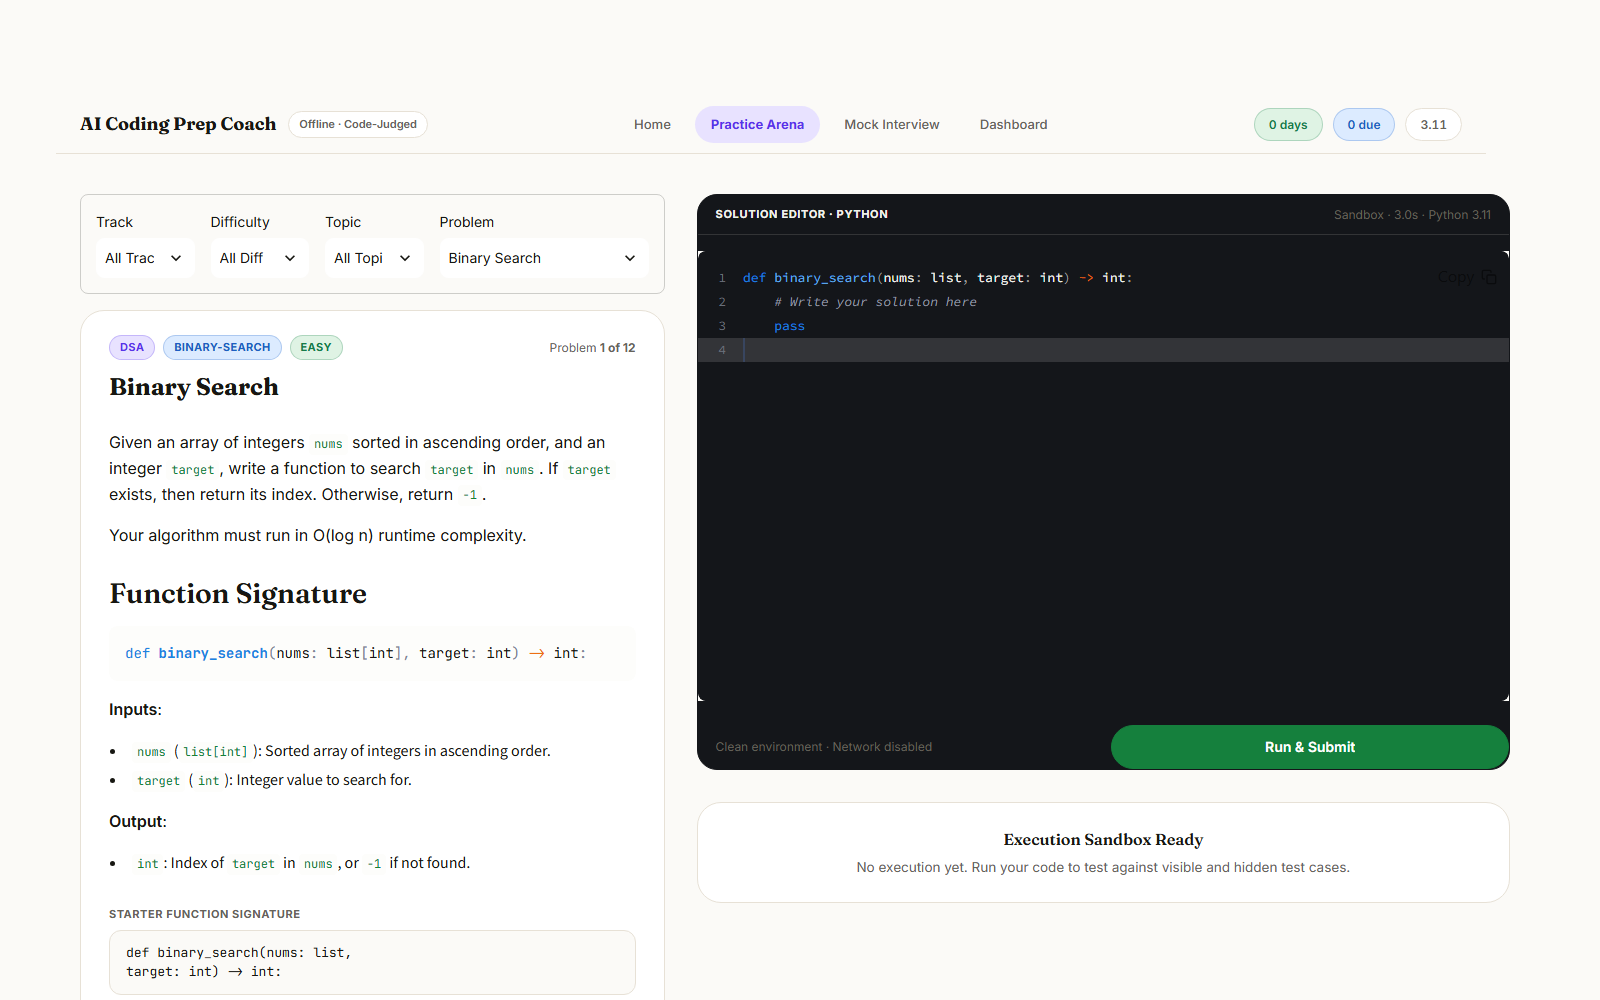 AI Coding Prep Coach
Offline · Code-Judged
Home
Practice Arena
Mock Interview
Dashboard
0 days
0 due
3.11
Track
Difficulty
Topic
Problem
All Trac
All Diff
All Topi
Binary Search
DSA
BINARY-SEARCH
EASY
Problem 1 of 12
Binary Search
Given an array of integers nums sorted in ascending order, and an
integer target, write a function to search target in nums. If target
exists, then return its index. Otherwise, return -1.
Your algorithm must run in O(log n) runtime complexity.
Function Signature
def binary_search(nums: list[int], target: int) -> int:
Inputs:
• nums (list[int]): Sorted array of integers in ascending order.
• target (int): Integer value to search for.
Output:
• int: Index of target in nums, or -1 if not found.
STARTER FUNCTION SIGNATURE
def binary_search(nums: list,
target: int) -> int:
SOLUTION EDITOR · PYTHON
Sandbox · 3.0s · Python 3.11
Copy
1 def binary_search(nums: list, target: int) -> int:
2     # Write your solution here
3     pass
4
Clean environment · Network disabled
Run & Submit
Execution Sandbox Ready
No execution yet. Run your code to test against visible and hidden test cases.